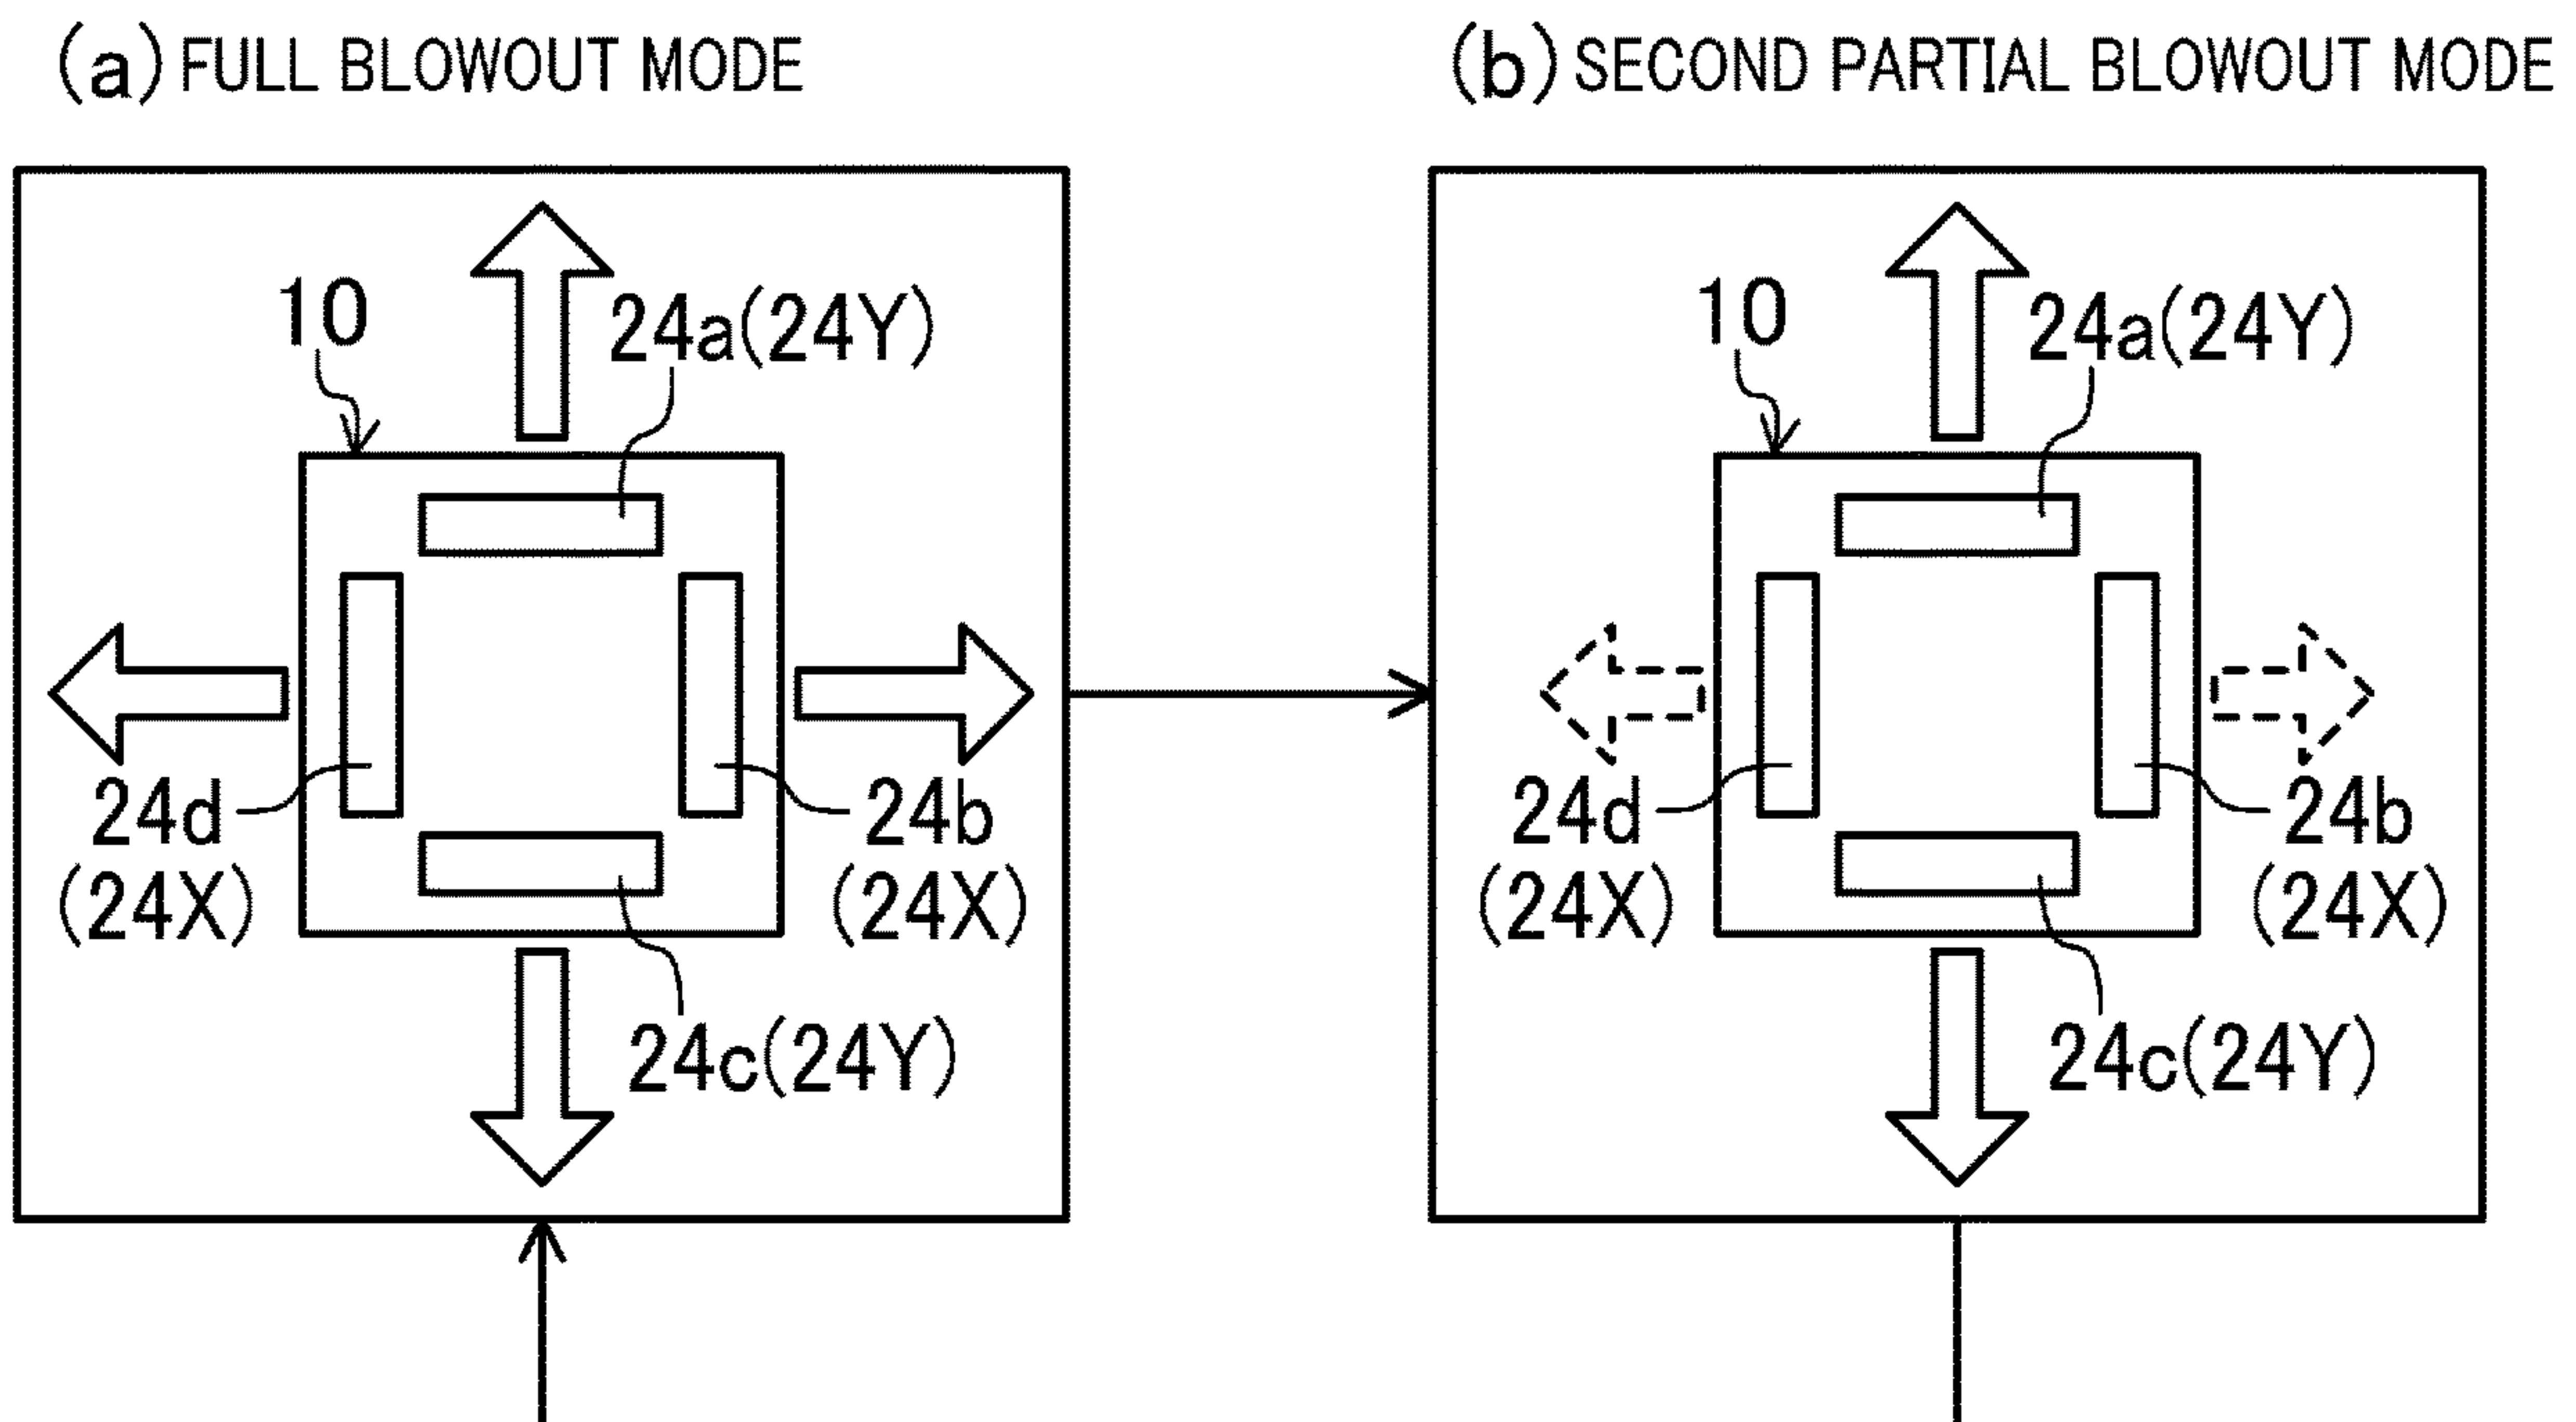 (a) FULL BLOWOUT MODE
10
24a(24Y)
24d
(24X)
24b
(24X)
24c(24Y)
(b) SECOND PARTIAL BLOWOUT MODE
10
24a(24Y)
24d
(24X)
24b
(24X)
24c(24Y)